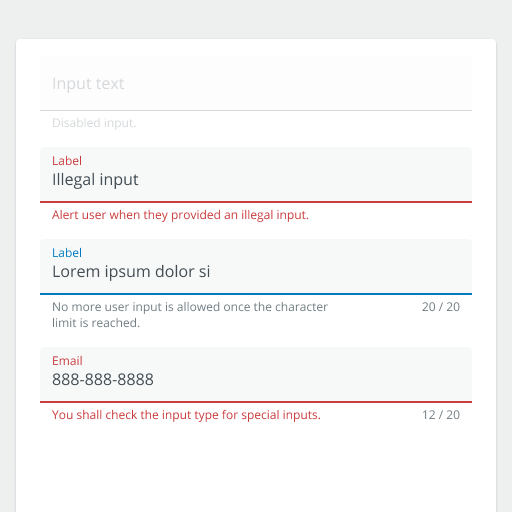 Input text
Disabled input.
Label
Illegal input
Alert user when they provided an illegal input.
Label
Lorem ipsum dolor si
No more user input is allowed once the character
limit is reached.
20 / 20
Email
888-888-8888
You shall check the input type for special inputs.
12 / 20